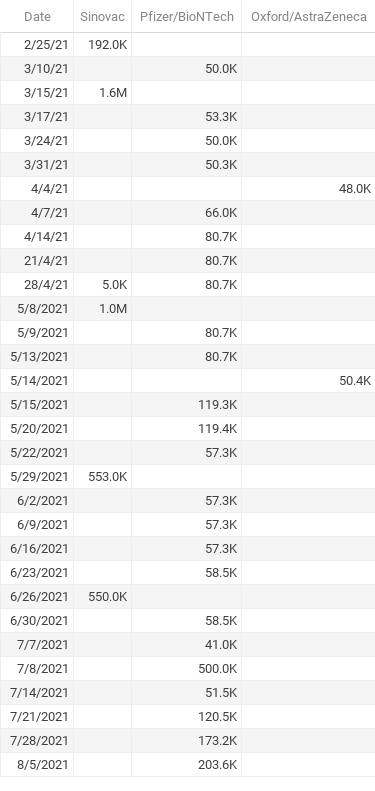 Date Sinovac Pfizer/BioNTech Oxford/AstraZeneca
2/25/21 192.0K
3/10/21 50.0K
3/15/21 1.6M
3/17/21 53.3K
3/24/21 50.0K
3/31/21 50.3K
4/4/21 48.0K
4/7/21 66.0K
4/14/21 80.7K
21/4/21 80.7K
28/4/21 5.0K 80.7K
5/8/2021 1.0M
5/9/2021 80.7K
5/13/2021 80.7K
5/14/2021 50.4K
5/15/2021 119.3K
5/20/2021 119.4K
5/22/2021 57.3K
5/29/2021 553.0K
6/2/2021 57.3K
6/9/2021 57.3K
6/16/2021 57.3K
6/23/2021 58.5K
6/26/2021 550.0K
6/30/2021 58.5K
7/7/2021 41.0K
7/8/2021 500.0K
7/14/2021 51.5K
7/21/2021 120.5K
7/28/2021 173.2K
8/5/2021 203.6K